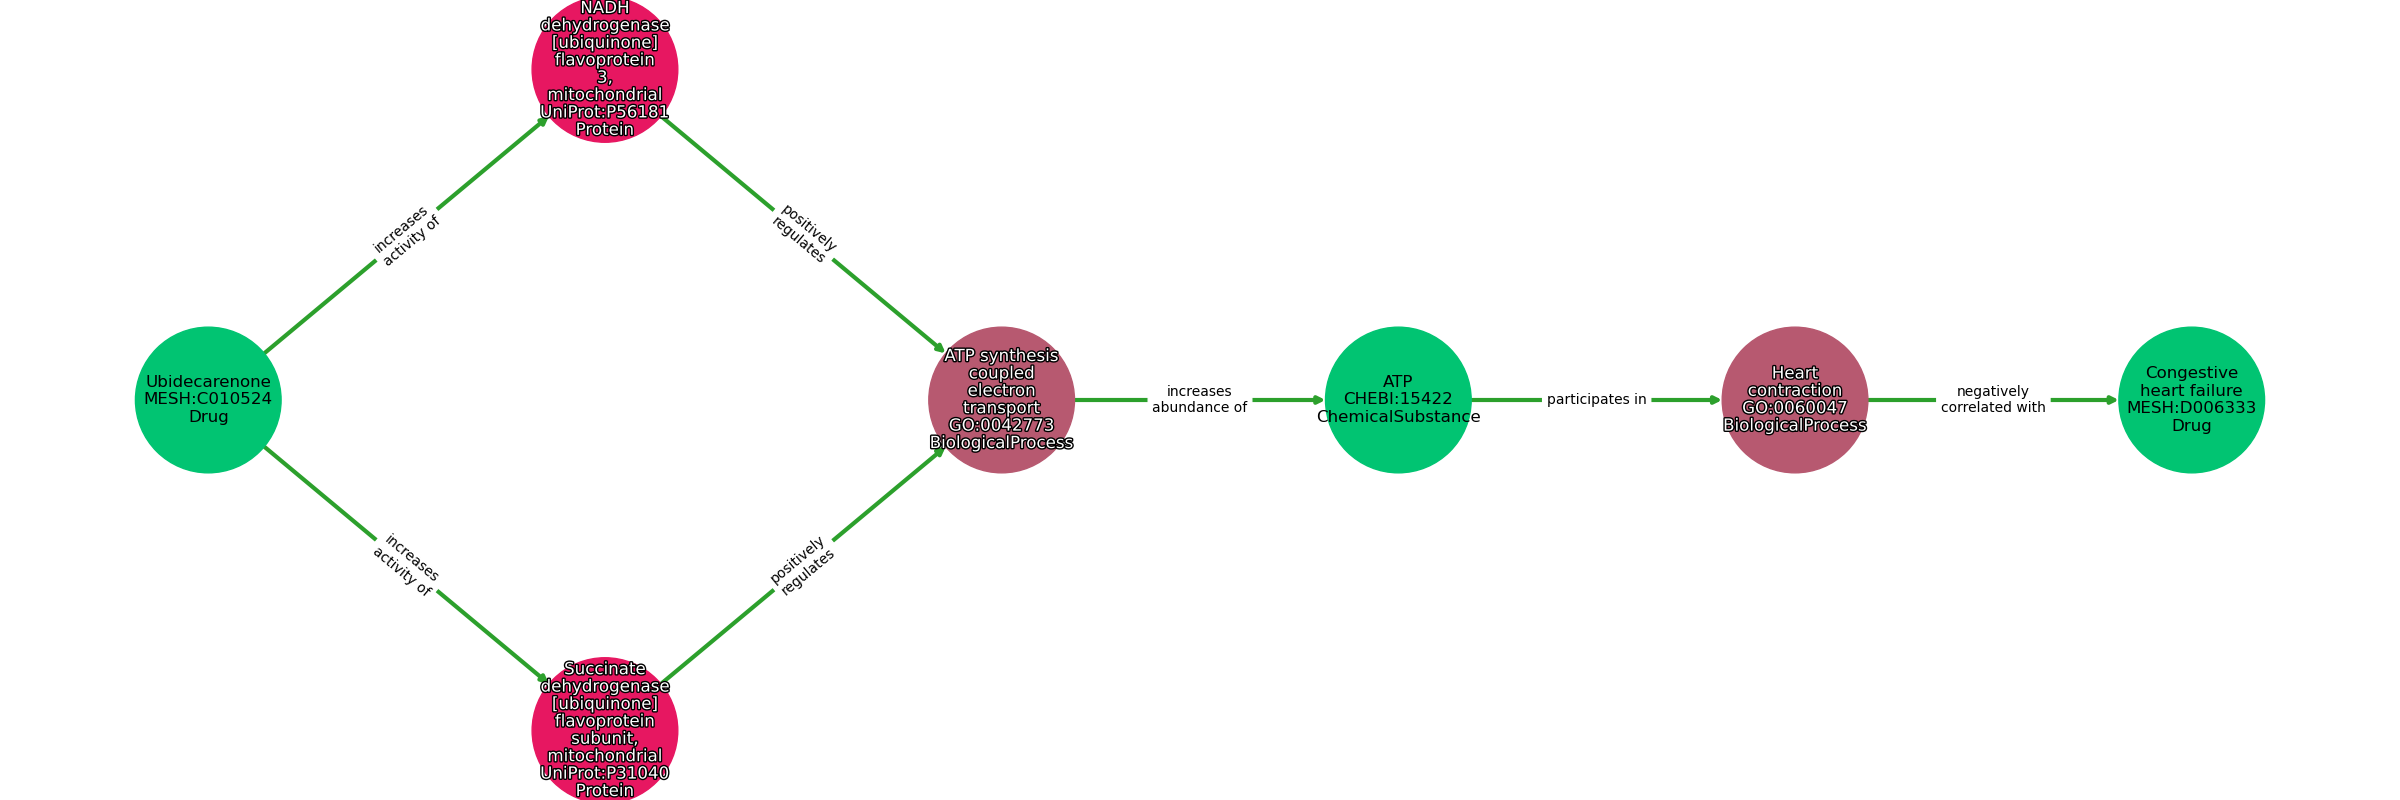 NADH
dehydrogenase
[ubiquinone]
flavoprotein
3,
mitochondrial
UniProt:P56181
Protein
increases
activity of
positively
regulates
Ubidecarenone
MESH:C010524
Drug
ATP synthesis
coupled
electron
transport
GO:0042773
BiologicalProcess
increases
abundance of
ATP
CHEBI:15422
ChemicalSubstance
participates in
Heart
contraction
GO:0060047
BiologicalProcess
negatively
correlated with
Congestive
heart failure
MESH:D006333
Drug
increases
activity of
positively
regulates
Succinate
dehydrogenase
[ubiquinone]
flavoprotein
subunit,
mitochondrial
UniProt:P31040
Protein